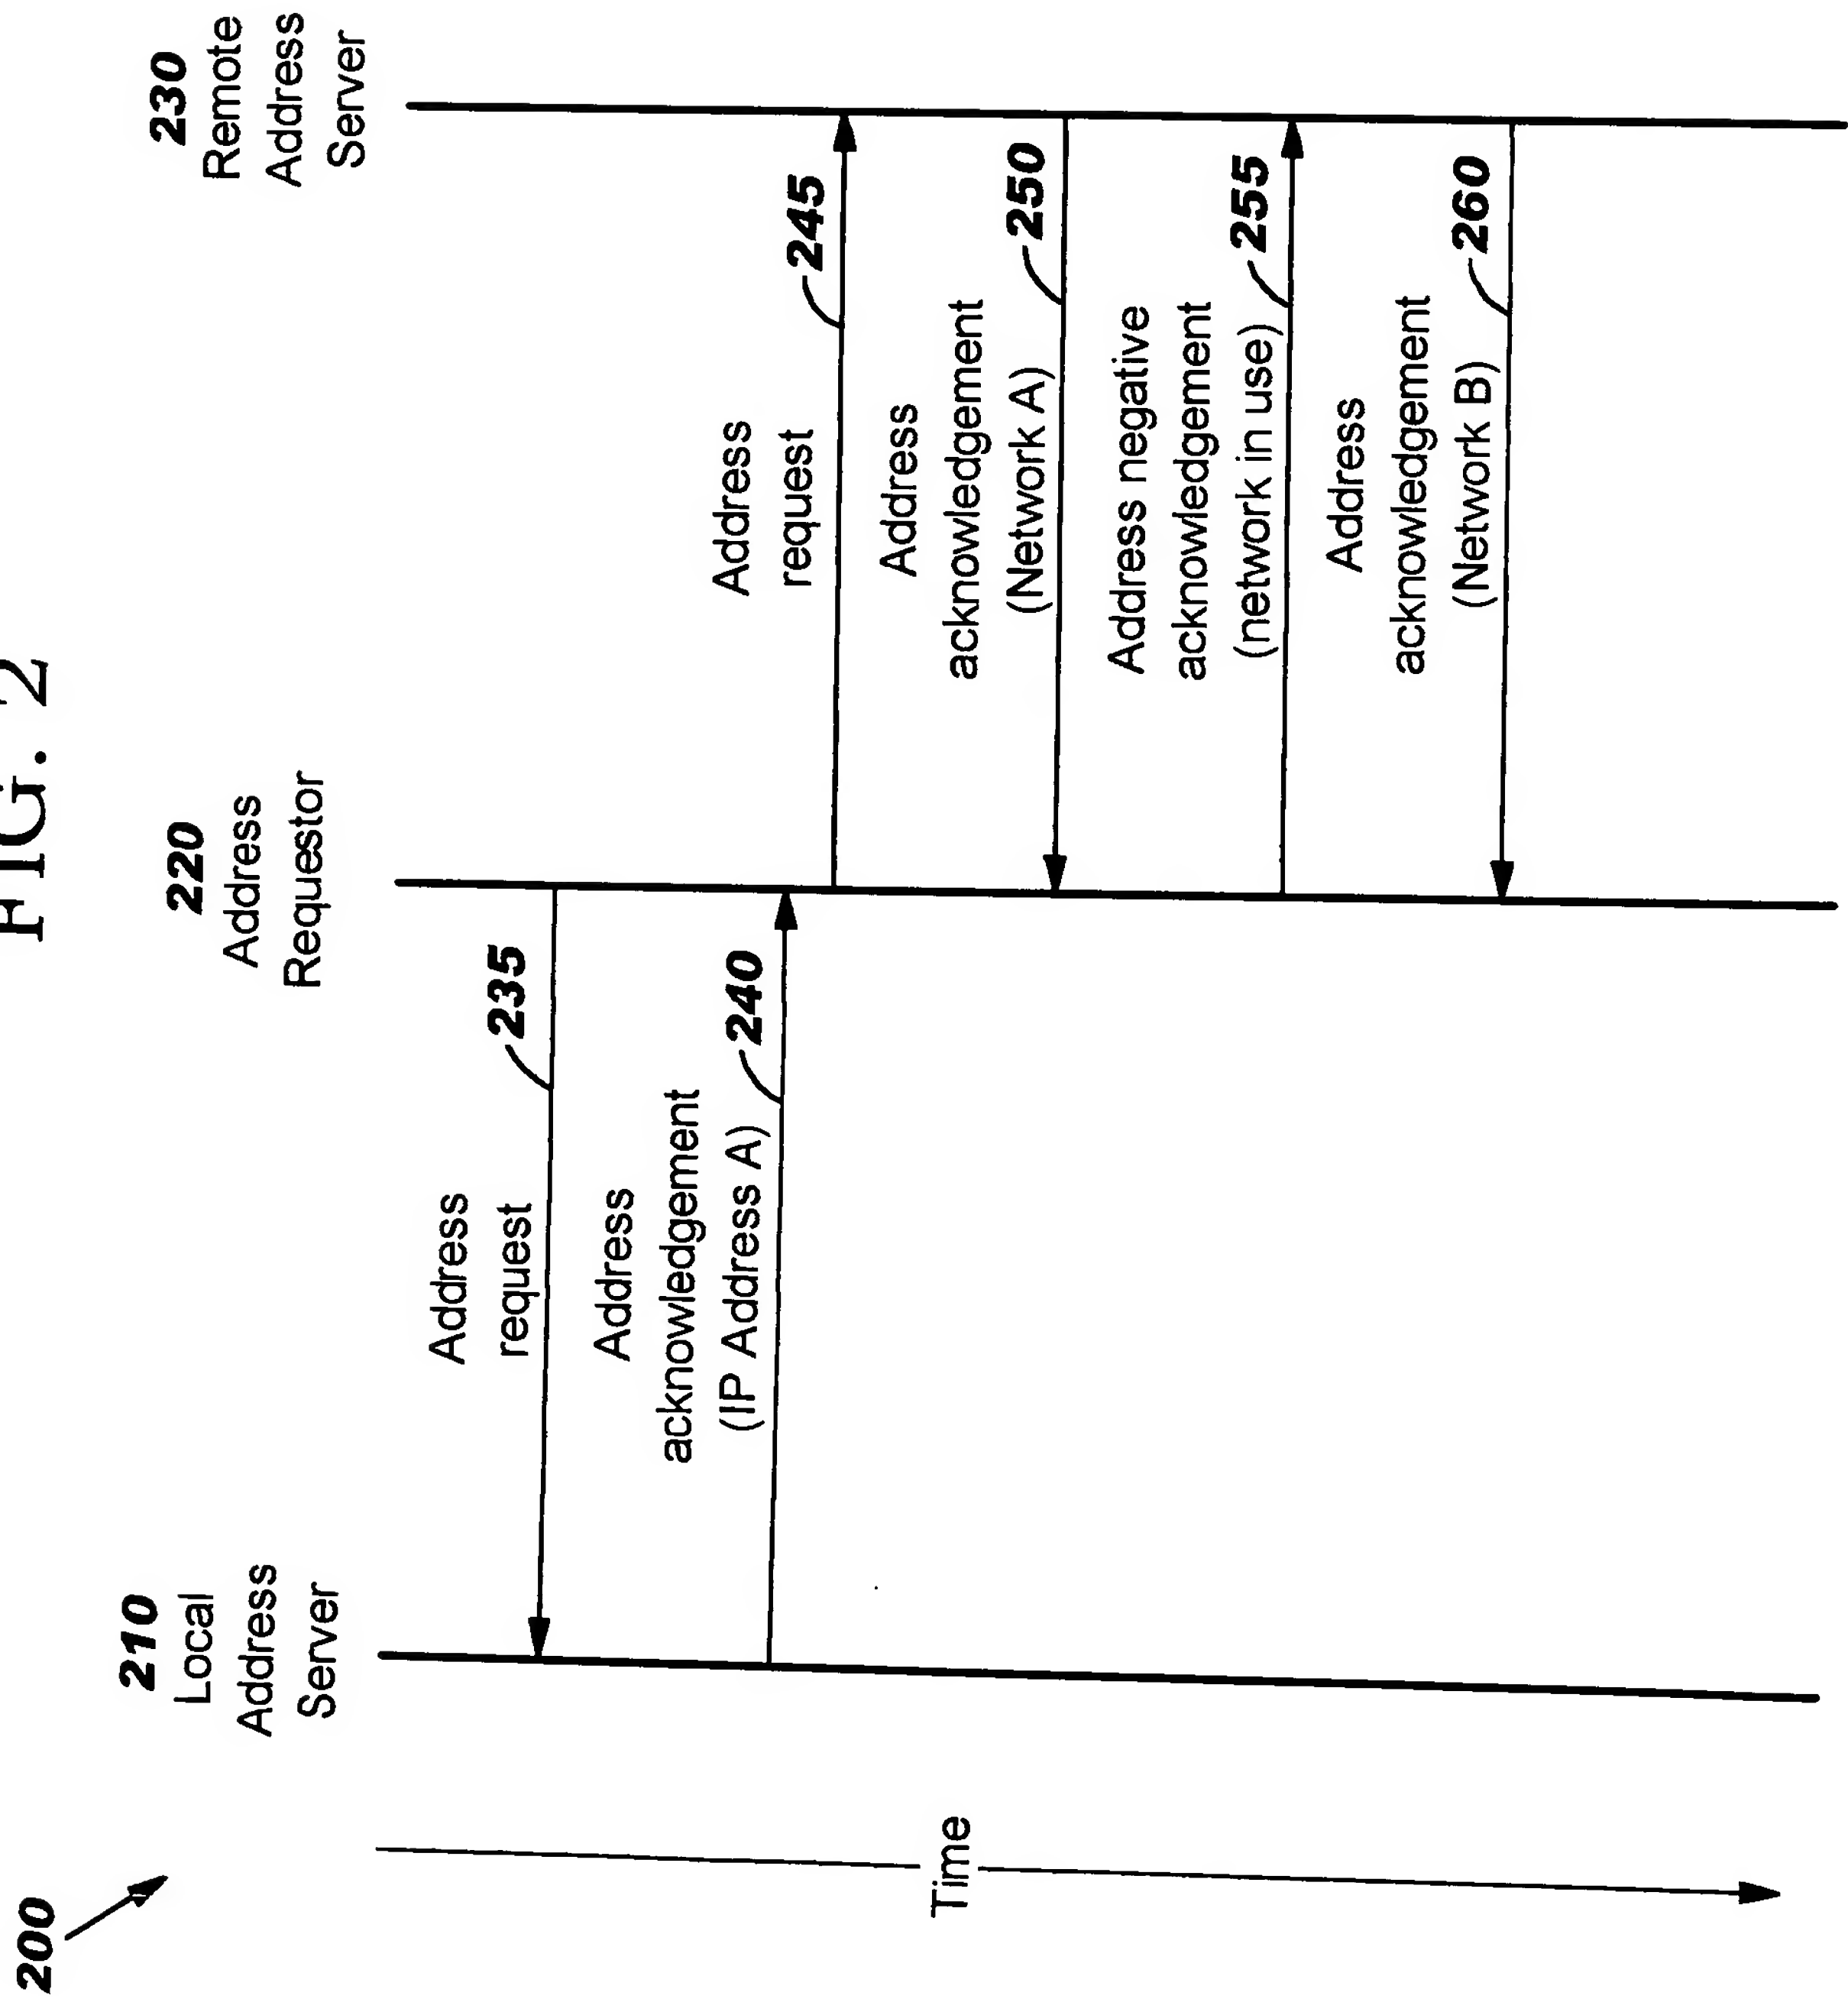 FIG. 2
200
210
Local
Address
Server
220
Address
Requestor
230
Remote
Address
Server
Time
Address
request
235
Address
acknowledgement
(IP Address A)
240
Address
request
245
Address
acknowledgement
(Network A)
250
Address negative
acknowledgement
(network in use)
255
Address
acknowledgement
(Network B)
260